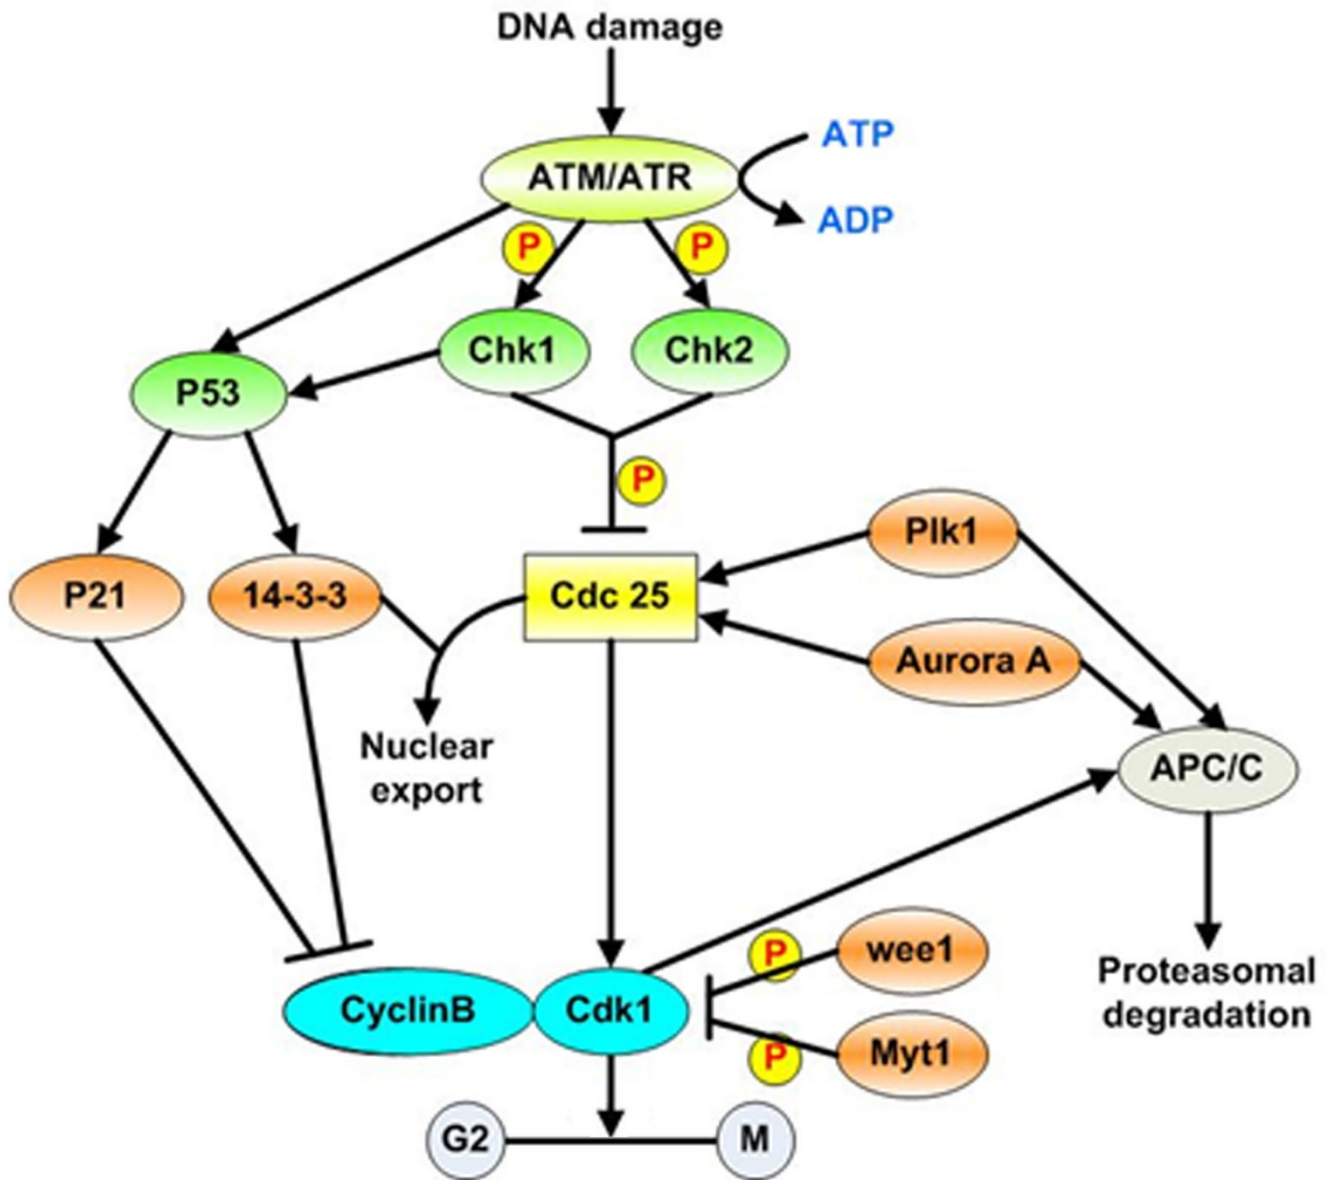 DNA damage
ATP
ATM/ATR
ADP
P
P
Chk1
Chk2
P53
P
Plk1
P21
14-3-3
Cdc 25
Aurora A
Nuclear
export
APC/C
P
wee1
Proteasomal
degradation
CyclinB
Cdk1
P
Myt1
G2
M